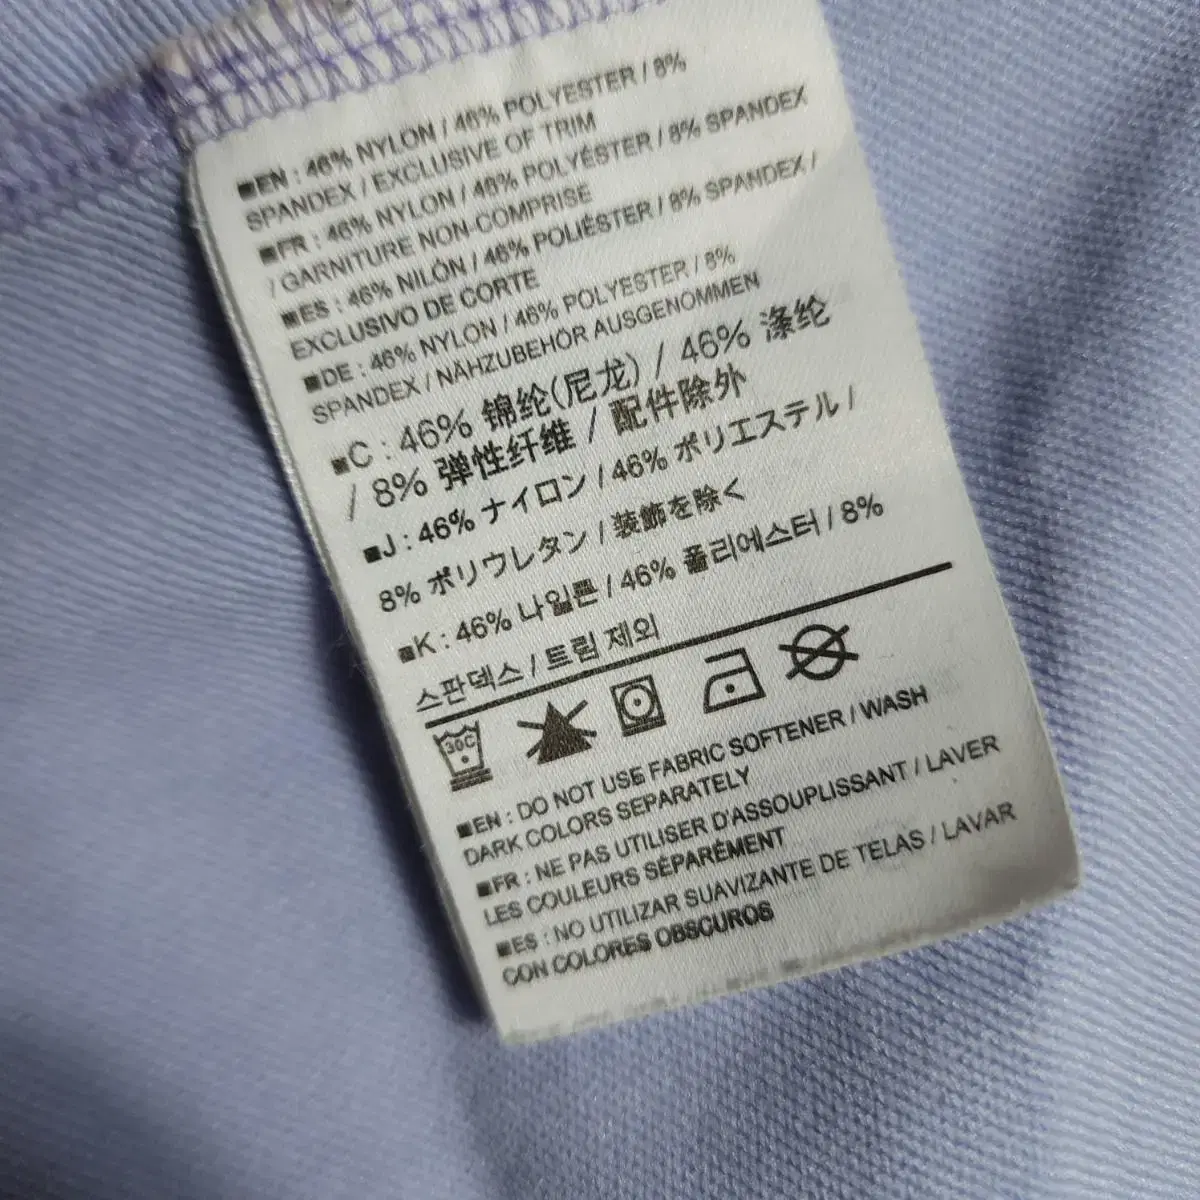 ■EN : 46% NYLON / 46% POLYESTER / 8%
SPANDEX / EXCLUSIVE OF TRIM
■FR : 46% NYLON / 46% POLYÉSTER / 8% SPANDEX
/ GARNITURE NON-COMPRISE
■ES : 46% NILÓN / 46% POLIÉSTER / 8% SPANDEX /
EXCLUSIVO DE CORTE
■DE : 46% NYLON / 46% POLYESTER / 8%
SPANDEX / NÄHZUBEHÖR AUSGENOMMEN
■C : 46% 锦纶(尼龙) / 46% 涤纶
/ 8% 弹性纤维 / 配件除外
■J : 46% ナイロン / 46% ポリエステル /
8% ポリウレタン / 装飾を除く
■K : 46% 나일론 / 46% 폴리에스터 / 8%
스판덱스 / 트림 제외
30C
■EN : DO NOT USE FABRIC SOFTENER / WASH
DARK COLORS SEPARATELY
■FR : NE PAS UTILISER D'ASSOUPLISSANT / LAVER
LES COULEURS SÉPARÉMENT
■ES : NO UTILIZAR SUAVIZANTE DE TELAS / LAVAR
CON COLORES OBSCUROS